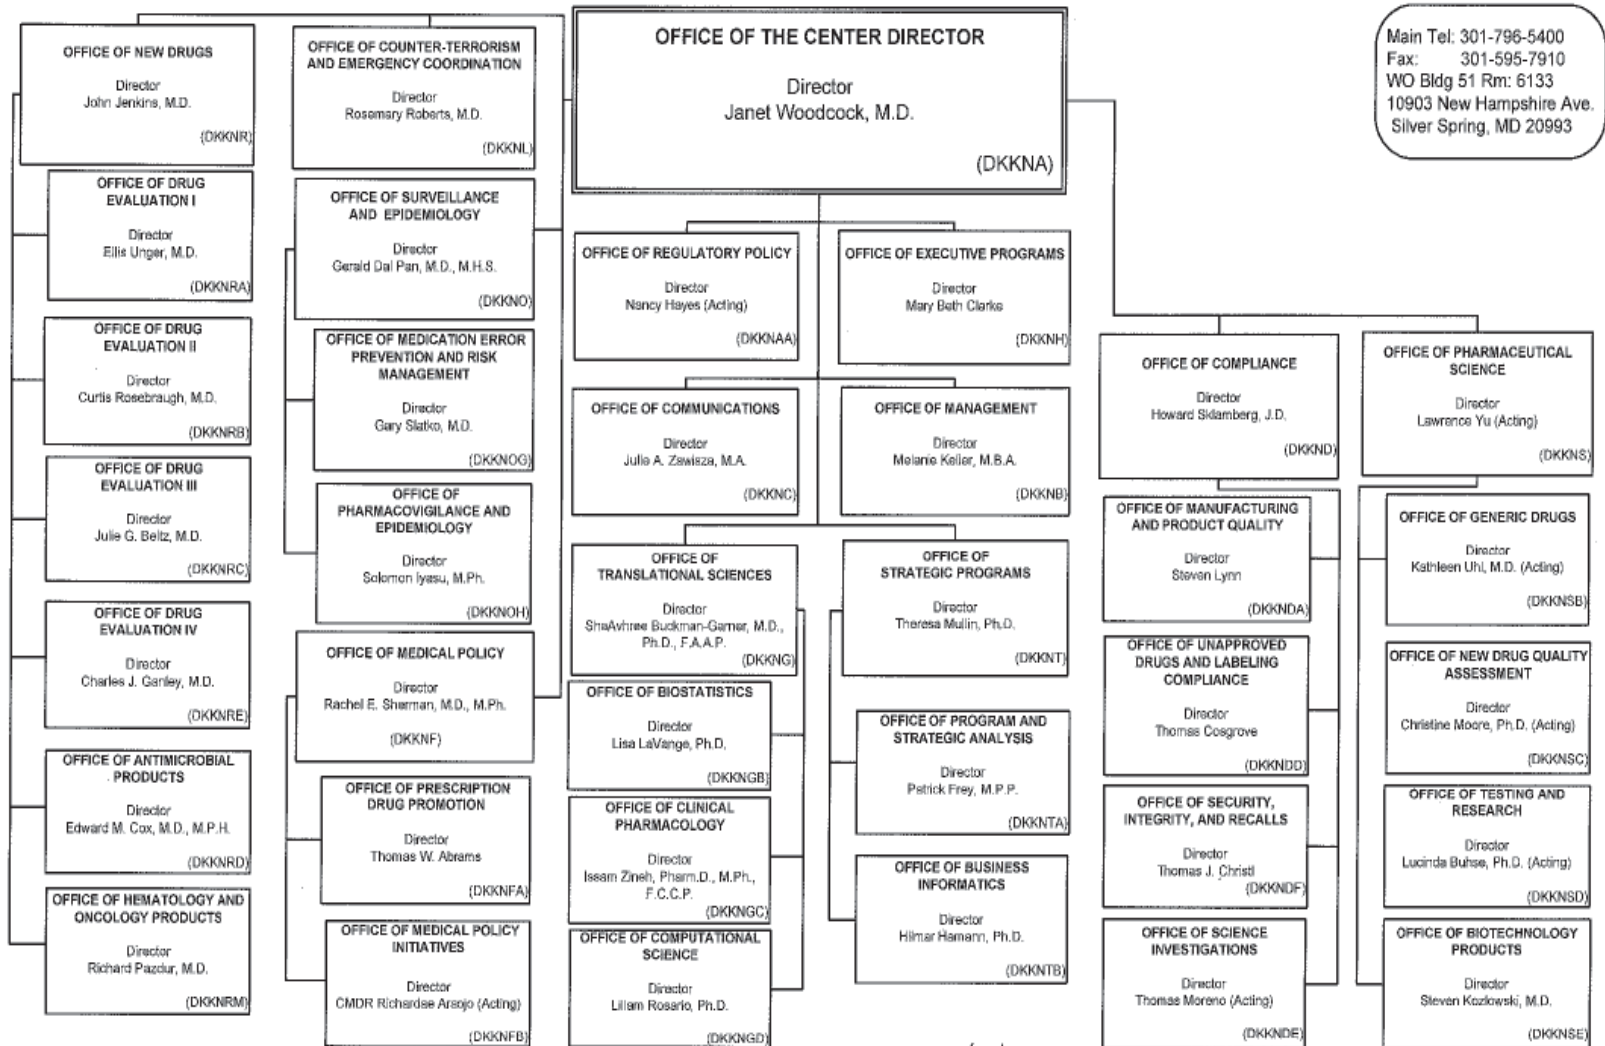 OFFICE OF NEW DRUGS
Director
John Jenkins, M.D.
(DKKNR)
OFFICE OF DRUG
EVALUATION I
Director
Ellis Unger, M.D.
(DKKNRA)
OFFICE OF DRUG
EVALUATION II
Director
Curtis Rosebraugh, M.D.
(DKKNRB)
OFFICE OF DRUG
EVALUATION III
Director
Julie G. Beitz, M.D.
(DKKNRC)
OFFICE OF DRUG
EVALUATION IV
Director
Charles J. Ganley, M.D.
(DKKNRE)
OFFICE OF ANTIMICROBIAL
PRODUCTS
Director
Edward M. Cox, M.D., M.P.H.
(DKKNRD)
OFFICE OF HEMATOLOGY AND
ONCOLOGY PRODUCTS
Director
Richard Pazdur, M.D.
(DKKNRM)
OFFICE OF COUNTER-TERRORISM
AND EMERGENCY COORDINATION
Director
Rosemary Roberts, M.D.
(DKKNL)
OFFICE OF SURVEILLANCE
AND EPIDEMIOLOGY
Director
Gerald Dal Pan, M.D., M.H.S.
(DKKNO)
OFFICE OF MEDICATION ERROR
PREVENTION AND RISK
MANAGEMENT
Director
Gary Slatko, M.D.
(DKKNOG)
OFFICE OF
PHARMACOVIGILANCE AND
EPIDEMIOLOGY
Director
Solomon Iyasu, M.Ph.
(DKKNOH)
OFFICE OF MEDICAL POLICY
Director
Rachel E. Sherman, M.D., M.Ph.
(DKKNF)
OFFICE OF PRESCRIPTION
DRUG PROMOTION
Director
Thomas W. Abrams
(DKKNFA)
OFFICE OF MEDICAL POLICY
INITIATIVES
Director
CMDR Richardae Araojo (Acting)
(DKKNFB)
OFFICE OF THE CENTER DIRECTOR
Director
Janet Woodcock, M.D.
(DKKNA)
OFFICE OF REGULATORY POLICY
Director
Nancy Hayes (Acting)
(DKKNAA)
OFFICE OF EXECUTIVE PROGRAMS
Director
Mary Beth Clarke
(DKKNH)
OFFICE OF COMMUNICATIONS
Director
Julie A. Zawisza, M.A.
(DKKNC)
OFFICE OF MANAGEMENT
Director
Melanie Keller, M.B.A.
(DKKNB)
OFFICE OF
TRANSLATIONAL SCIENCES
Director
ShaAvhree Buckman-Garner, M.D.,
Ph.D., F.A.A.P.
(DKKNG)
OFFICE OF BIOSTATISTICS
Director
Lisa LaVange, Ph.D.
(DKKNGB)
OFFICE OF CLINICAL
PHARMACOLOGY
Director
Issam Zineh, Pharm.D., M.Ph.,
F.C.C.P.
(DKKNGC)
OFFICE OF COMPUTATIONAL
SCIENCE
Director
Liliam Rosario, Ph.D.
(DKKNGD)
OFFICE OF
STRATEGIC PROGRAMS
Director
Theresa Mullin, Ph.D.
(DKKNT)
OFFICE OF PROGRAM AND
STRATEGIC ANALYSIS
Director
Patrick Frey, M.P.P.
(DKKNTA)
OFFICE OF BUSINESS
INFORMATICS
Director
Hilmar Hamann, Ph.D.
(DKKNTB)
Main Tel: 301-796-5400
Fax: 301-595-7910
WO Bldg 51 Rm: 6133
10903 New Hampshire Ave.
Silver Spring, MD 20993
OFFICE OF COMPLIANCE
Director
Howard Sklamberg, J.D.
(DKKND)
OFFICE OF MANUFACTURING
AND PRODUCT QUALITY
Director
Steven Lynn
(DKKNDA)
OFFICE OF UNAPPROVED
DRUGS AND LABELING
COMPLIANCE
Director
Thomas Cosgrove
(DKKNDD)
OFFICE OF SECURITY,
INTEGRITY, AND RECALLS
Director
Thomas J. Christl
(DKKNDF)
OFFICE OF SCIENCE
INVESTIGATIONS
Director
Thomas Moreno (Acting)
(DKKNDE)
OFFICE OF PHARMACEUTICAL
SCIENCE
Director
Lawrence Yu (Acting)
(DKKNS)
OFFICE OF GENERIC DRUGS
Director
Kathleen Uhl, M.D. (Acting)
(DKKNSB)
OFFICE OF NEW DRUG QUALITY
ASSESSMENT
Director
Christine Moore, Ph.D. (Acting)
(DKKNSC)
OFFICE OF TESTING AND
RESEARCH
Director
Lucinda Buhse, Ph.D. (Acting)
(DKKNSD)
OFFICE OF BIOTECHNOLOGY
PRODUCTS
Director
Steven Kozlowski, M.D.
(DKKNSE)